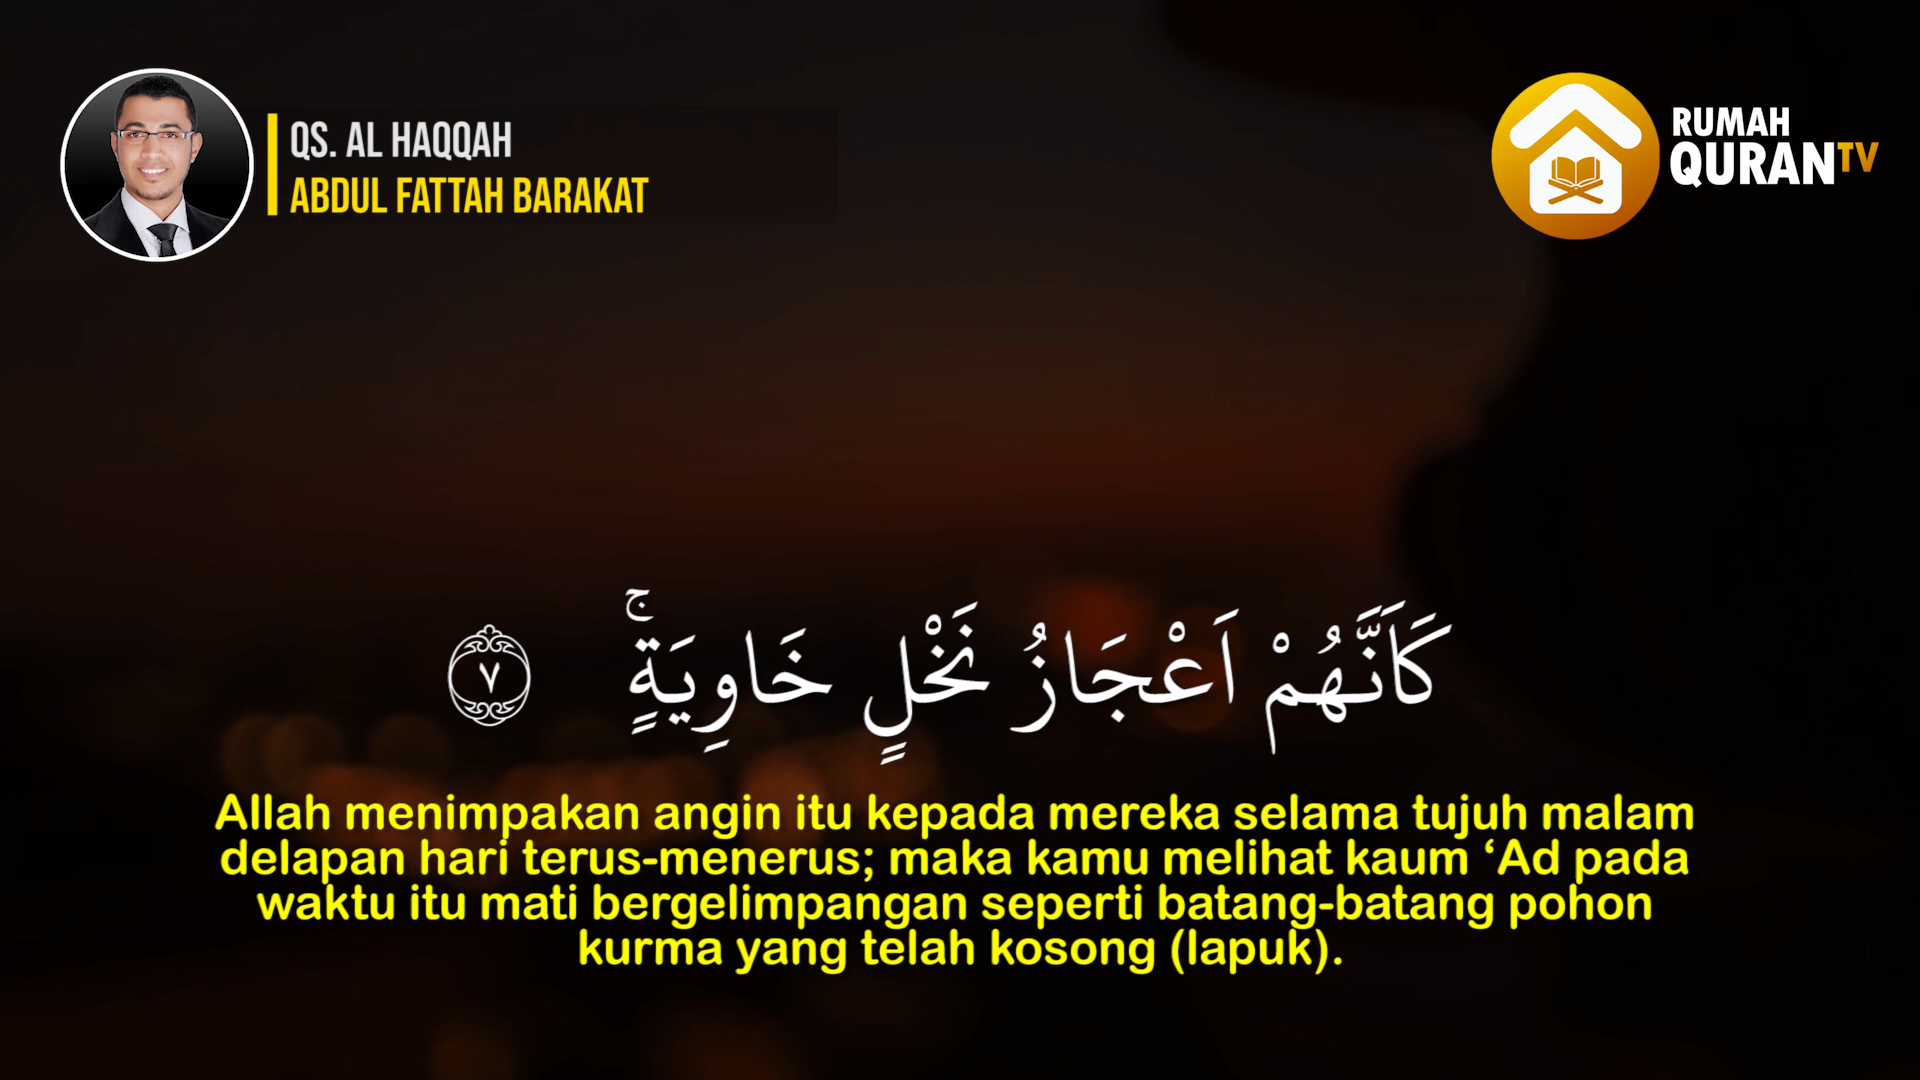 QS. AL HAQQAH
ABDUL FATTAH BARAKAT
RUMAH
QURANTV
كَاَنَّهُمْ اَعْجَازُ نَخْلٍ خَاوِيَةٍۚ ٧
Allah menimpakan angin itu kepada mereka selama tujuh malam
delapan hari terus-menerus; maka kamu melihat kaum ‘Ad pada
waktu itu mati bergelimpangan seperti batang-batang pohon
kurma yang telah kosong (lapuk).